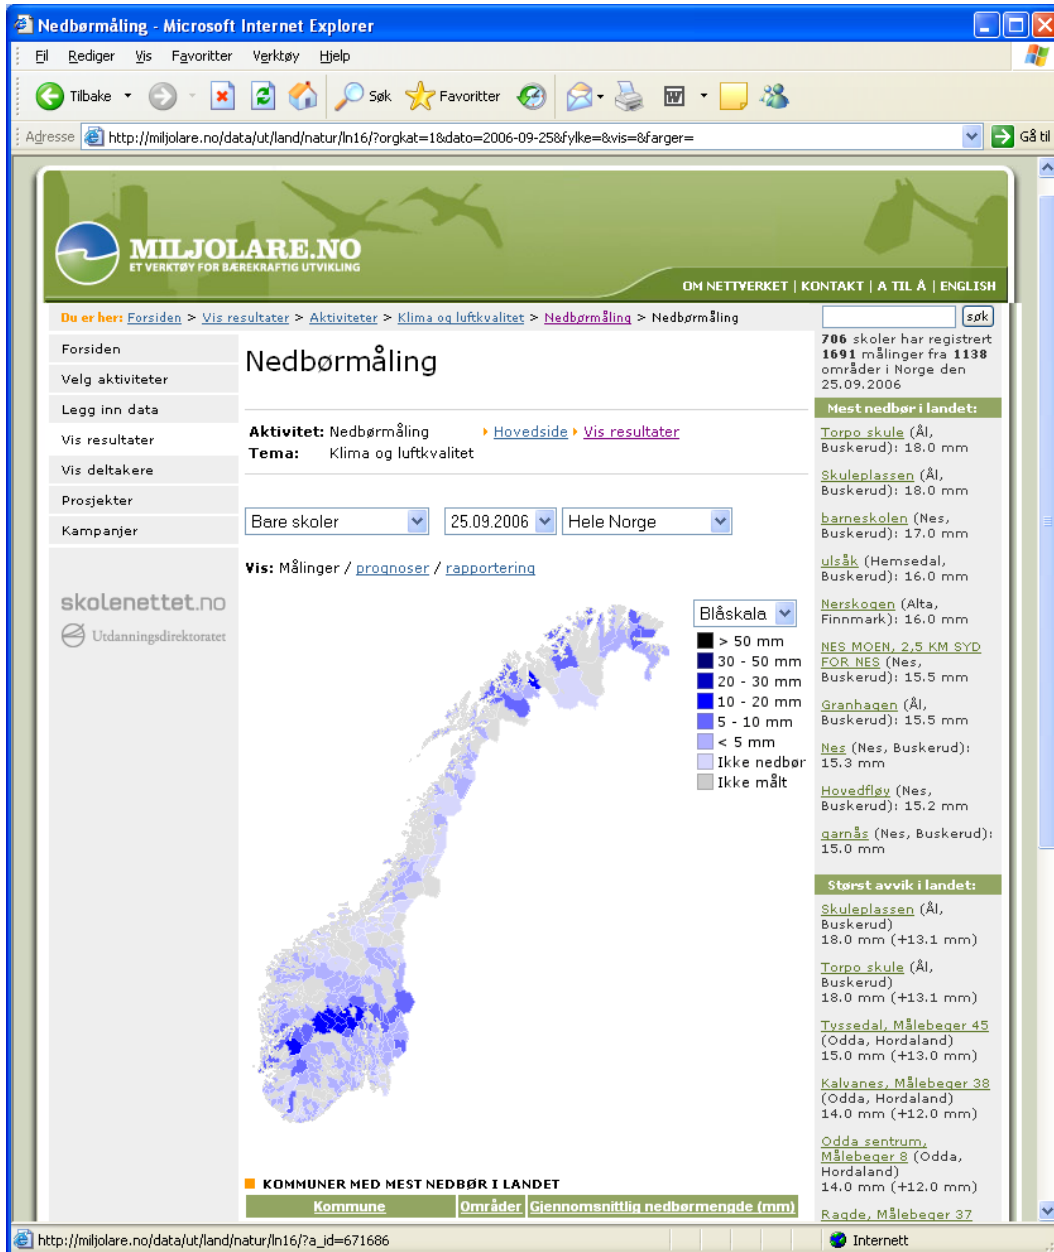 Nedbørmåling - Microsoft Internet Explorer
Fil Rediger Vis Favoritter Verktøy Hjelp
Tilbake Søk Favoritter
Adresse http://miljolare.no/data/ut/land/natur/ln16/?orgkat=1&dato=2006-09-25&fylke=&vis=&farger= Gå til
MILJOLARE.NO
ET VERKTØY FOR BÆREKRAFTIG UTVIKLING
OM NETTVERKET | KONTAKT | A TIL Å | ENGLISH
Du er her: Forsiden > Vis resultater > Aktiviteter > Klima og luftkvalitet > Nedbørmåling > Nedbørmåling
søk
Forsiden
Velg aktiviteter
Legg inn data
Vis resultater
Vis deltakere
Prosjekter
Kampanjer
skolenettet.no
Utdanningsdirektoratet
Nedbørmåling
Aktivitet: Nedbørmåling Hovedside Vis resultater
Tema: Klima og luftkvalitet
Bare skoler 25.09.2006 Hele Norge
Vis: Målinger / prognoser / rapportering
Blåskala
> 50 mm
30 - 50 mm
20 - 30 mm
10 - 20 mm
5 - 10 mm
< 5 mm
Ikke nedbør
Ikke målt
KOMMUNER MED MEST NEDBØR I LANDET
Kommune Områder Gjennomsnittlig nedbørmengde (mm)
706 skoler har registrert
1691 målinger fra 1138
områder i Norge den
25.09.2006
Mest nedbør i landet:
Torpo skule (Ål,
Buskerud): 18.0 mm
Skuleplassen (Ål,
Buskerud): 18.0 mm
barneskolen (Nes,
Buskerud): 17.0 mm
ulsåk (Hemsedal,
Buskerud): 16.0 mm
Nerskogen (Alta,
Finnmark): 16.0 mm
NES MOEN, 2,5 KM SYD
FOR NES (Nes,
Buskerud): 15.5 mm
Granhagen (Ål,
Buskerud): 15.5 mm
Nes (Nes, Buskerud):
15.3 mm
Hovedfløy (Nes,
Buskerud): 15.2 mm
garnås (Nes, Buskerud):
15.0 mm
Størst avvik i landet:
Skuleplassen (Ål,
Buskerud)
18.0 mm (+13.1 mm)
Torpo skule (Ål,
Buskerud)
18.0 mm (+13.1 mm)
Tyssedal, Målebeger 45
(Odda, Hordaland)
15.0 mm (+13.0 mm)
Kalvanes, Målebeger 38
(Odda, Hordaland)
14.0 mm (+12.0 mm)
Odda sentrum,
Målebeger 8 (Odda,
Hordaland)
14.0 mm (+12.0 mm)
Ragde, Målebeger 37
http://miljolare.no/data/ut/land/natur/ln16/?a_id=671686 Internett